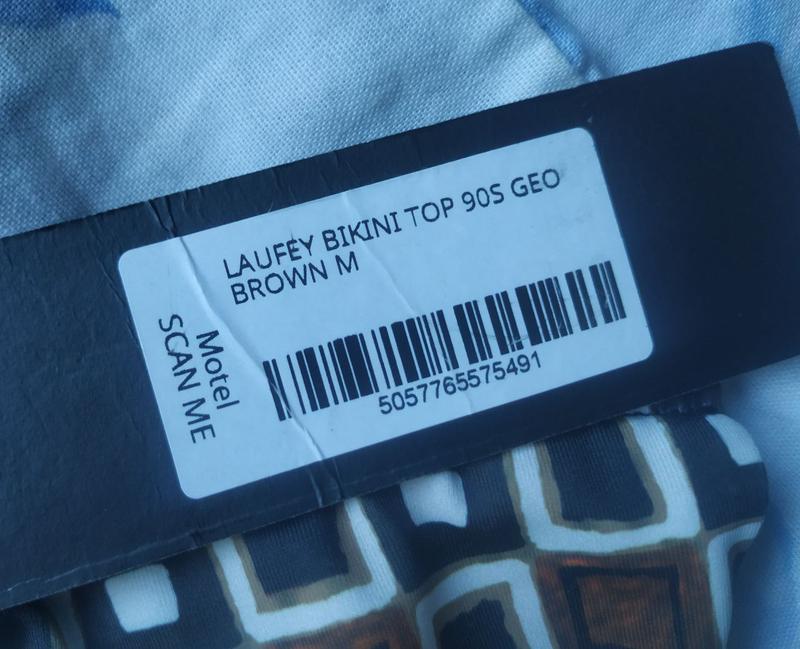 LAUFEY BIKINI TOP 90S GEO
BROWN M
5057765575491
Motel
SCAN ME